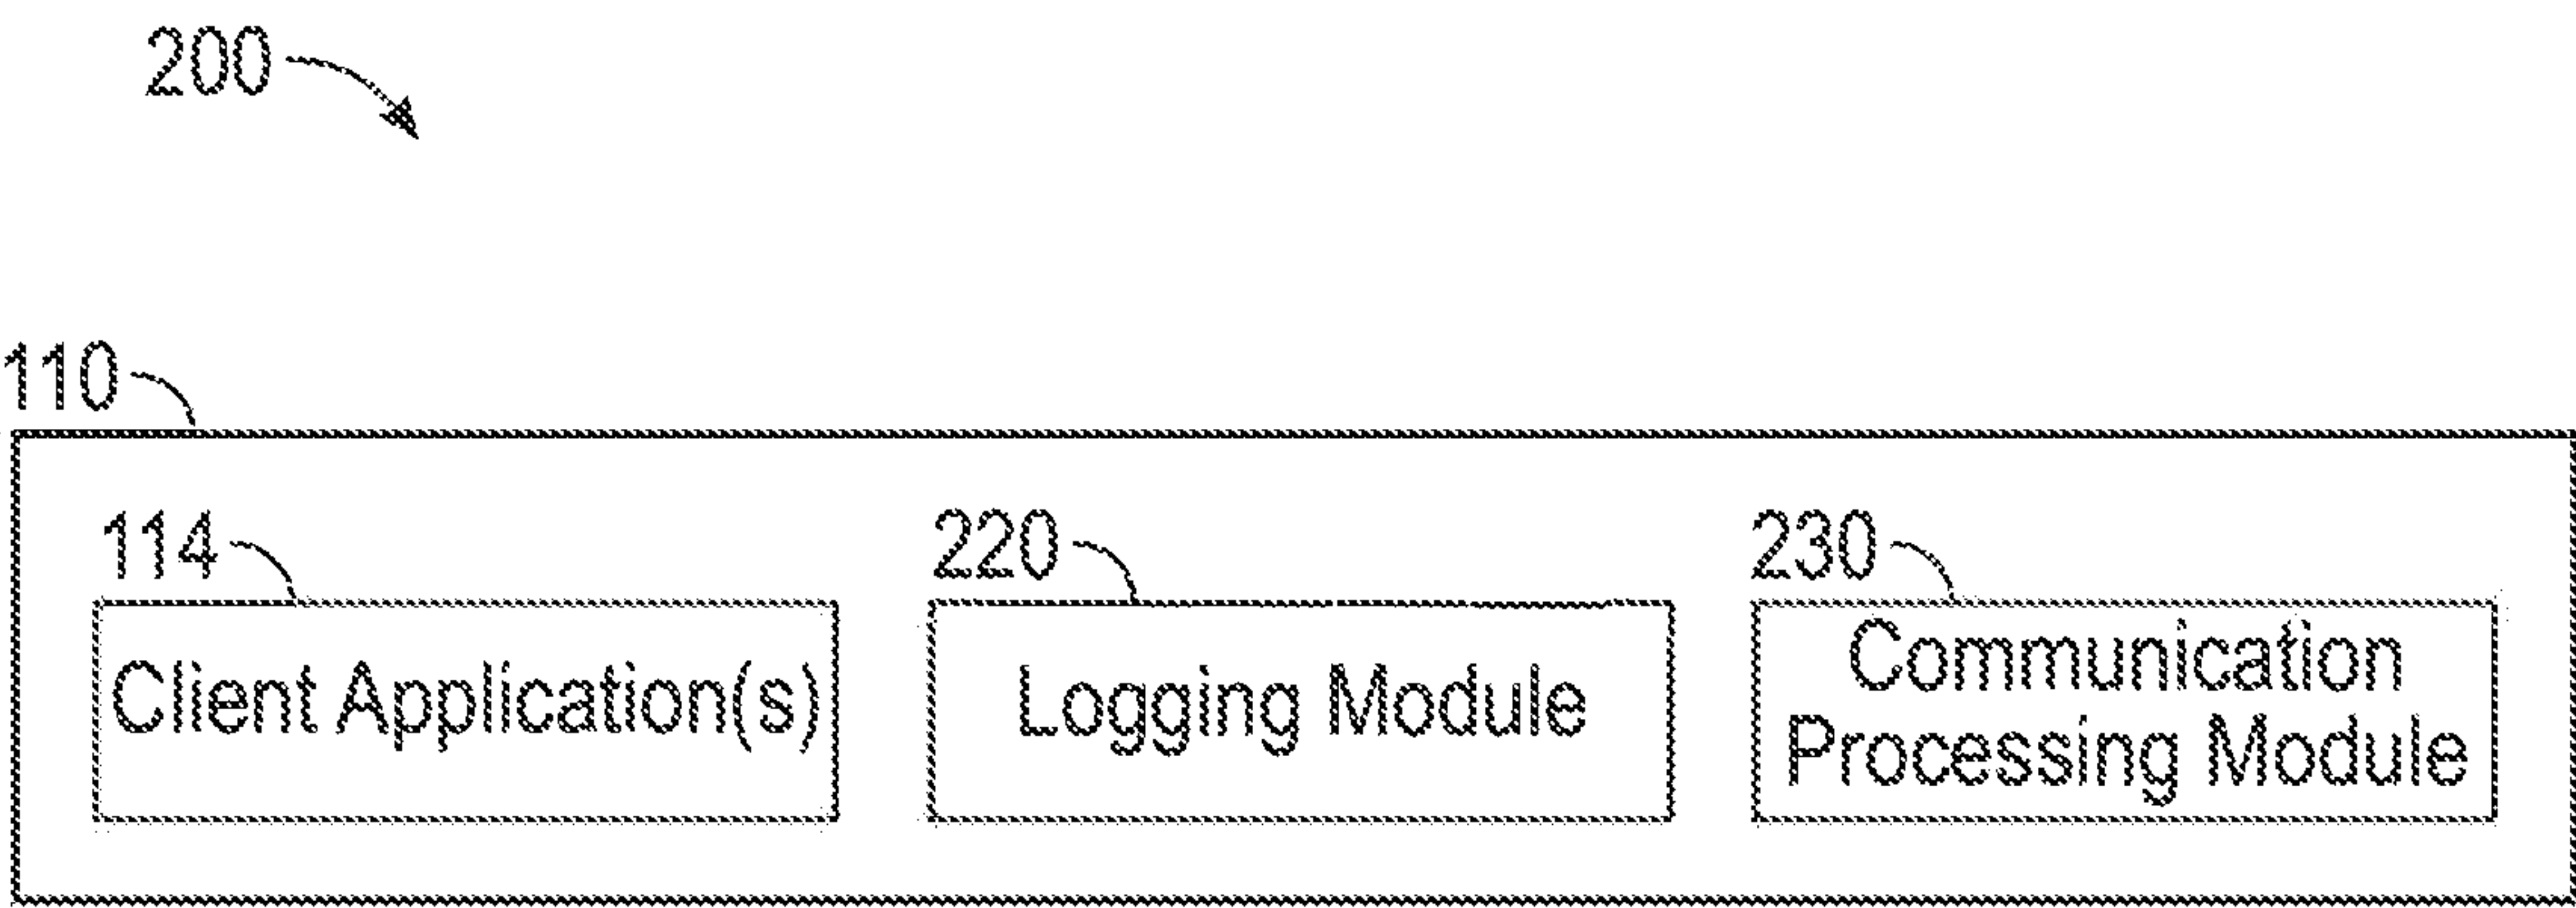 200
110
114
220
230
Client Application(s)
Logging Module
Communication
Processing Module